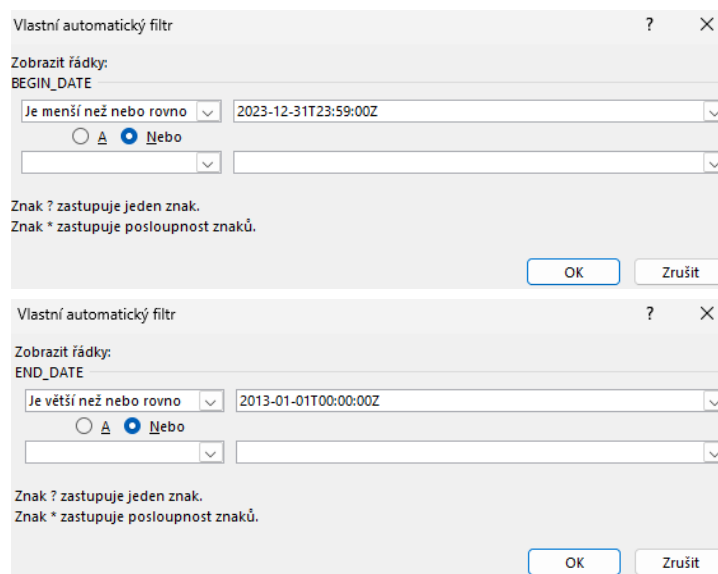 Vlastní automatický filtr ? ×
Zobrazit řádky:
BEGIN_DATE
Je menší než nebo rovno 2023-12-31T23:59:00Z
A Nebo
Znak ? zastupuje jeden znak.
Znak * zastupuje posloupnost znaků.
OK Zrušit
Vlastní automatický filtr ? ×
Zobrazit řádky:
END_DATE
Je větší než nebo rovno 2013-01-01T00:00:00Z
A Nebo
Znak ? zastupuje jeden znak.
Znak * zastupuje posloupnost znaků.
OK Zrušit